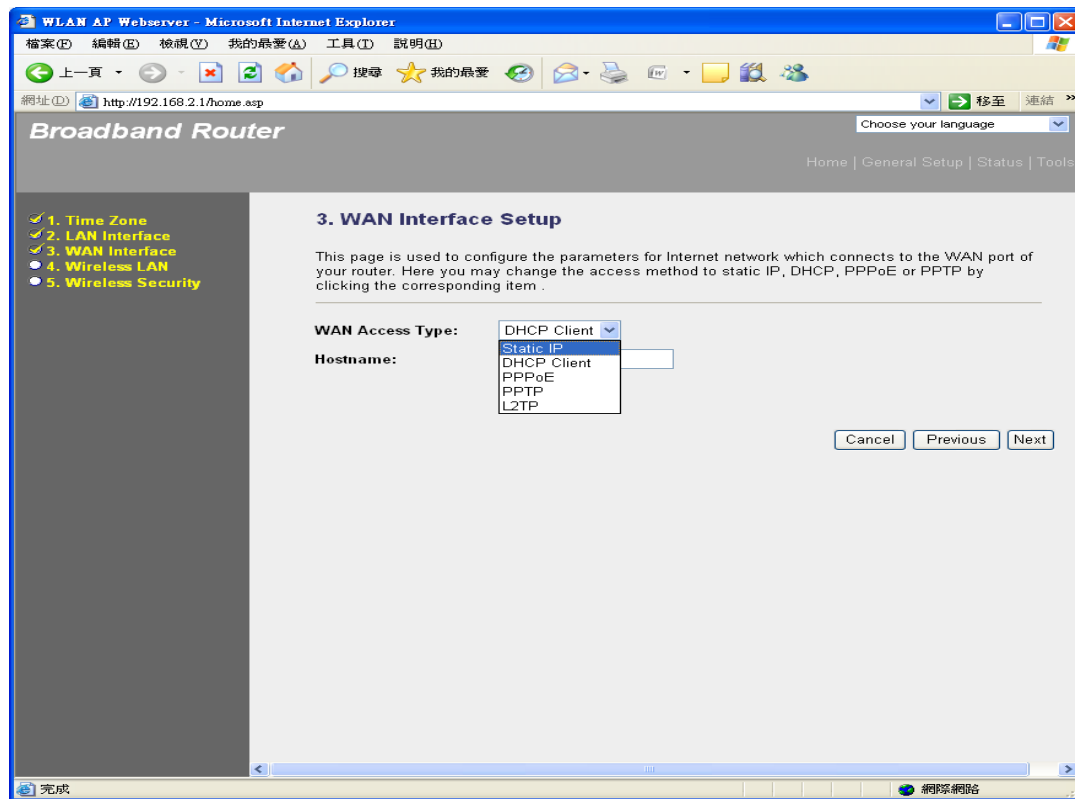 WLAN AP Webserver - Microsoft Internet Explorer
檔案(F) 編輯(E) 檢視(V) 我的最愛(A) 工具(T) 說明(H)
上一頁 搜尋 我的最愛
網址(D) http://192.168.2.1/home.asp 移至 連結 »
Broadband Router
Choose your language
Home | General Setup | Status | Tools
1. Time Zone
2. LAN Interface
3. WAN Interface
4. Wireless LAN
5. Wireless Security
3. WAN Interface Setup
This page is used to configure the parameters for Internet network which connects to the WAN port of
your router. Here you may change the access method to static IP, DHCP, PPPoE or PPTP by
clicking the corresponding item .
WAN Access Type: DHCP Client
Hostname:
Static IP
DHCP Client
PPPoE
PPTP
L2TP
Cancel Previous Next
完成 網際網路